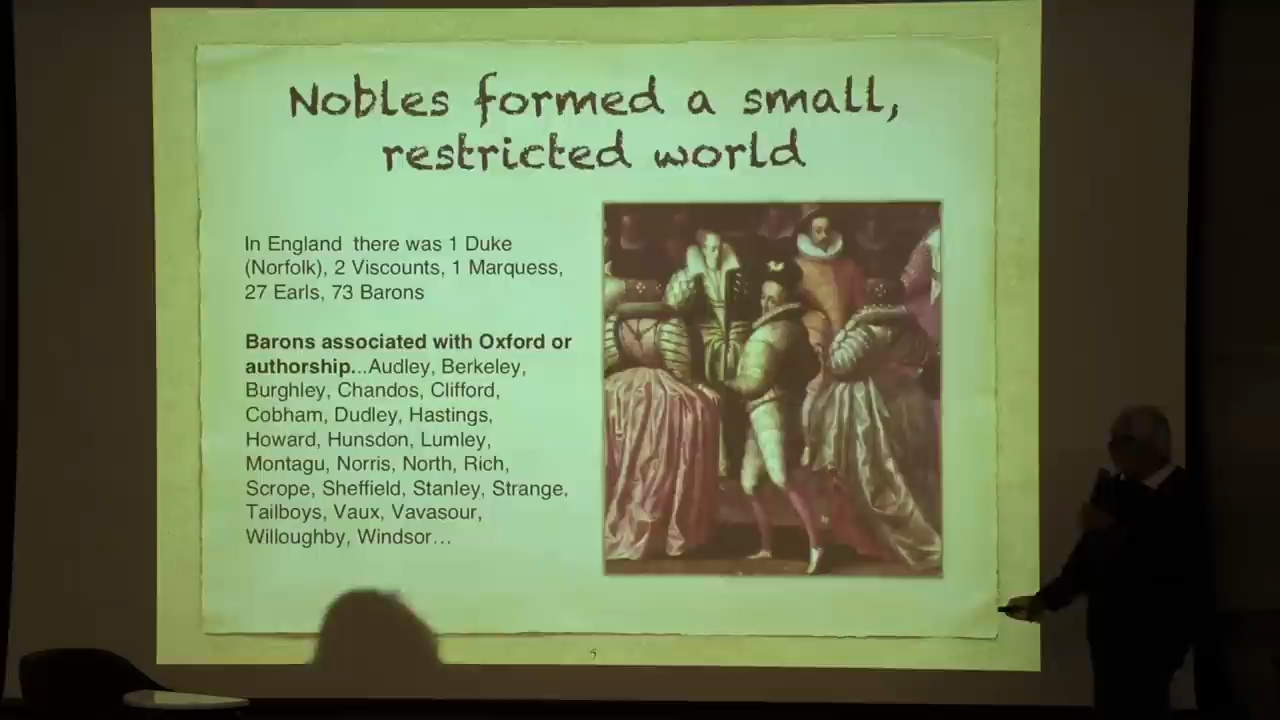 Nobles formed a small,
restricted world
In England there was 1 Duke
(Norfolk), 2 Viscounts, 1 Marquess,
27 Earls, 73 Barons
Barons associated with Oxford or
authorship...Audley, Berkeley,
Burghley, Chandos, Clifford,
Cobham, Dudley, Hastings,
Howard, Hunsdon, Lumley,
Montagu, Norris, North, Rich,
Scrope, Sheffield, Stanley, Strange,
Tailboys, Vaux, Vavasour,
Willoughby, Windsor…
5